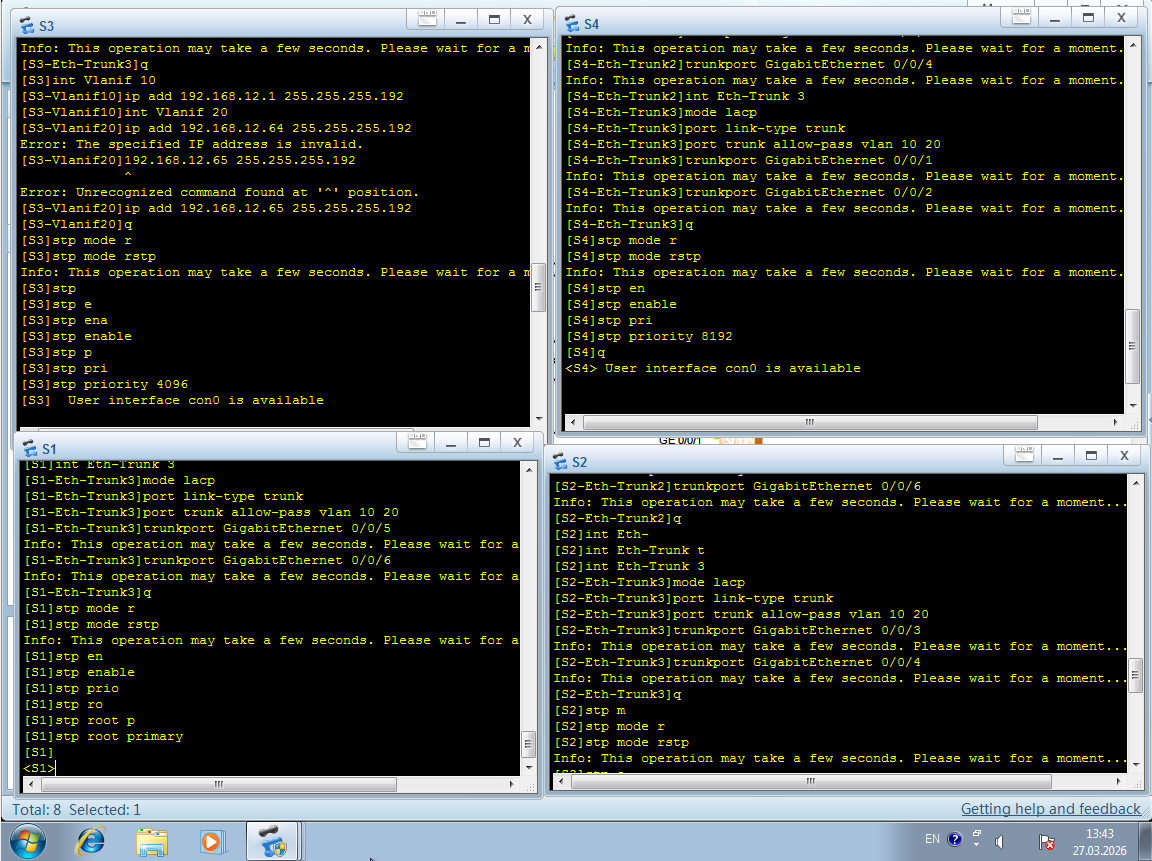 S3
Info: This operation may take a few seconds. Please wait for a m
[S3-Eth-Trunk3]q
[S3]int Vlanif 10
[S3-Vlanif10]ip add 192.168.12.1 255.255.255.192
[S3-Vlanif10]int Vlanif 20
[S3-Vlanif20]ip add 192.168.12.64 255.255.255.192
Error: The specified IP address is invalid.
[S3-Vlanif20]192.168.12.65 255.255.255.192
^
Error: Unrecognized command found at '^' position.
[S3-Vlanif20]ip add 192.168.12.65 255.255.255.192
[S3-Vlanif20]q
[S3]stp mode r
[S3]stp mode rstp
Info: This operation may take a few seconds. Please wait for a m
[S3]stp
[S3]stp e
[S3]stp ena
[S3]stp enable
[S3]stp p
[S3]stp pri
[S3]stp priority 4096
[S3]  User interface con0 is available
S4
Info: This operation may take a few seconds. Please wait for a moment.
[S4-Eth-Trunk2]trunkport GigabitEthernet 0/0/4
Info: This operation may take a few seconds. Please wait for a moment.
[S4-Eth-Trunk2]int Eth-Trunk 3
[S4-Eth-Trunk3]mode lacp
[S4-Eth-Trunk3]port link-type trunk
[S4-Eth-Trunk3]port trunk allow-pass vlan 10 20
[S4-Eth-Trunk3]trunkport GigabitEthernet 0/0/1
Info: This operation may take a few seconds. Please wait for a moment.
[S4-Eth-Trunk3]trunkport GigabitEthernet 0/0/2
Info: This operation may take a few seconds. Please wait for a moment.
[S4-Eth-Trunk3]q
[S4]stp mode r
[S4]stp mode rstp
Info: This operation may take a few seconds. Please wait for a moment.
[S4]stp en
[S4]stp enable
[S4]stp pri
[S4]stp priority 8192
[S4]q
<S4> User interface con0 is available
GE 0/0/1
S1
[S1]int Eth-Trunk 3
[S1-Eth-Trunk3]mode lacp
[S1-Eth-Trunk3]port link-type trunk
[S1-Eth-Trunk3]port trunk allow-pass vlan 10 20
[S1-Eth-Trunk3]trunkport GigabitEthernet 0/0/5
Info: This operation may take a few seconds. Please wait for a
[S1-Eth-Trunk3]trunkport GigabitEthernet 0/0/6
Info: This operation may take a few seconds. Please wait for a
[S1-Eth-Trunk3]q
[S1]stp mode r
[S1]stp mode rstp
Info: This operation may take a few seconds. Please wait for a
[S1]stp en
[S1]stp enable
[S1]stp prio
[S1]stp ro
[S1]stp root p
[S1]stp root primary
[S1]
<S1>
S2
[S2-Eth-Trunk2]trunkport GigabitEthernet 0/0/6
Info: This operation may take a few seconds. Please wait for a moment...
[S2-Eth-Trunk2]q
[S2]int Eth-
[S2]int Eth-Trunk t
[S2]int Eth-Trunk 3
[S2-Eth-Trunk3]mode lacp
[S2-Eth-Trunk3]port link-type trunk
[S2-Eth-Trunk3]port trunk allow-pass vlan 10 20
[S2-Eth-Trunk3]trunkport GigabitEthernet 0/0/3
Info: This operation may take a few seconds. Please wait for a moment...
[S2-Eth-Trunk3]trunkport GigabitEthernet 0/0/4
Info: This operation may take a few seconds. Please wait for a moment...
[S2-Eth-Trunk3]q
[S2]stp m
[S2]stp mode r
[S2]stp mode rstp
Info: This operation may take a few seconds. Please wait for a moment...
Total: 8  Selected: 1
Getting help and feedback
EN
13:43
27.03.2026